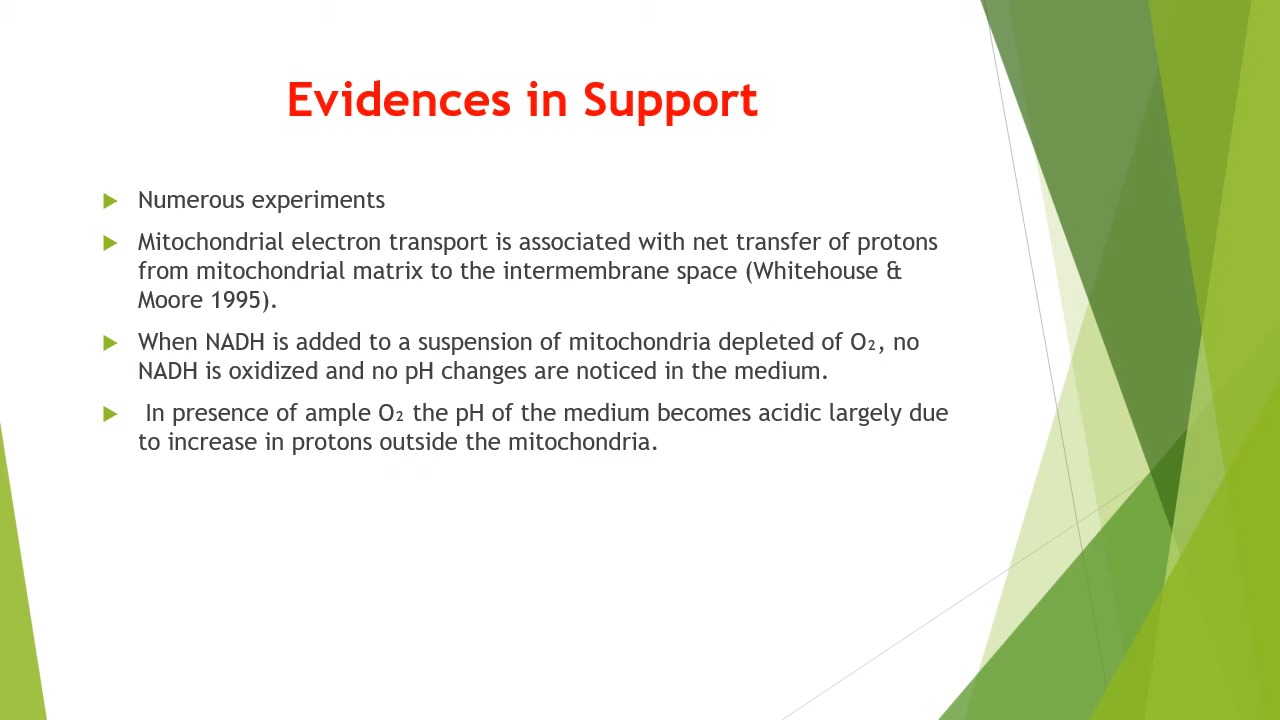 Evidences in Support
Numerous experiments
Mitochondrial electron transport is associated with net transfer of protons
from mitochondrial matrix to the intermembrane space (Whitehouse &
Moore 1995).
When NADH is added to a suspension of mitochondria depleted of O₂, no
NADH is oxidized and no pH changes are noticed in the medium.
In presence of ample O₂ the pH of the medium becomes acidic largely due
to increase in protons outside the mitochondria.